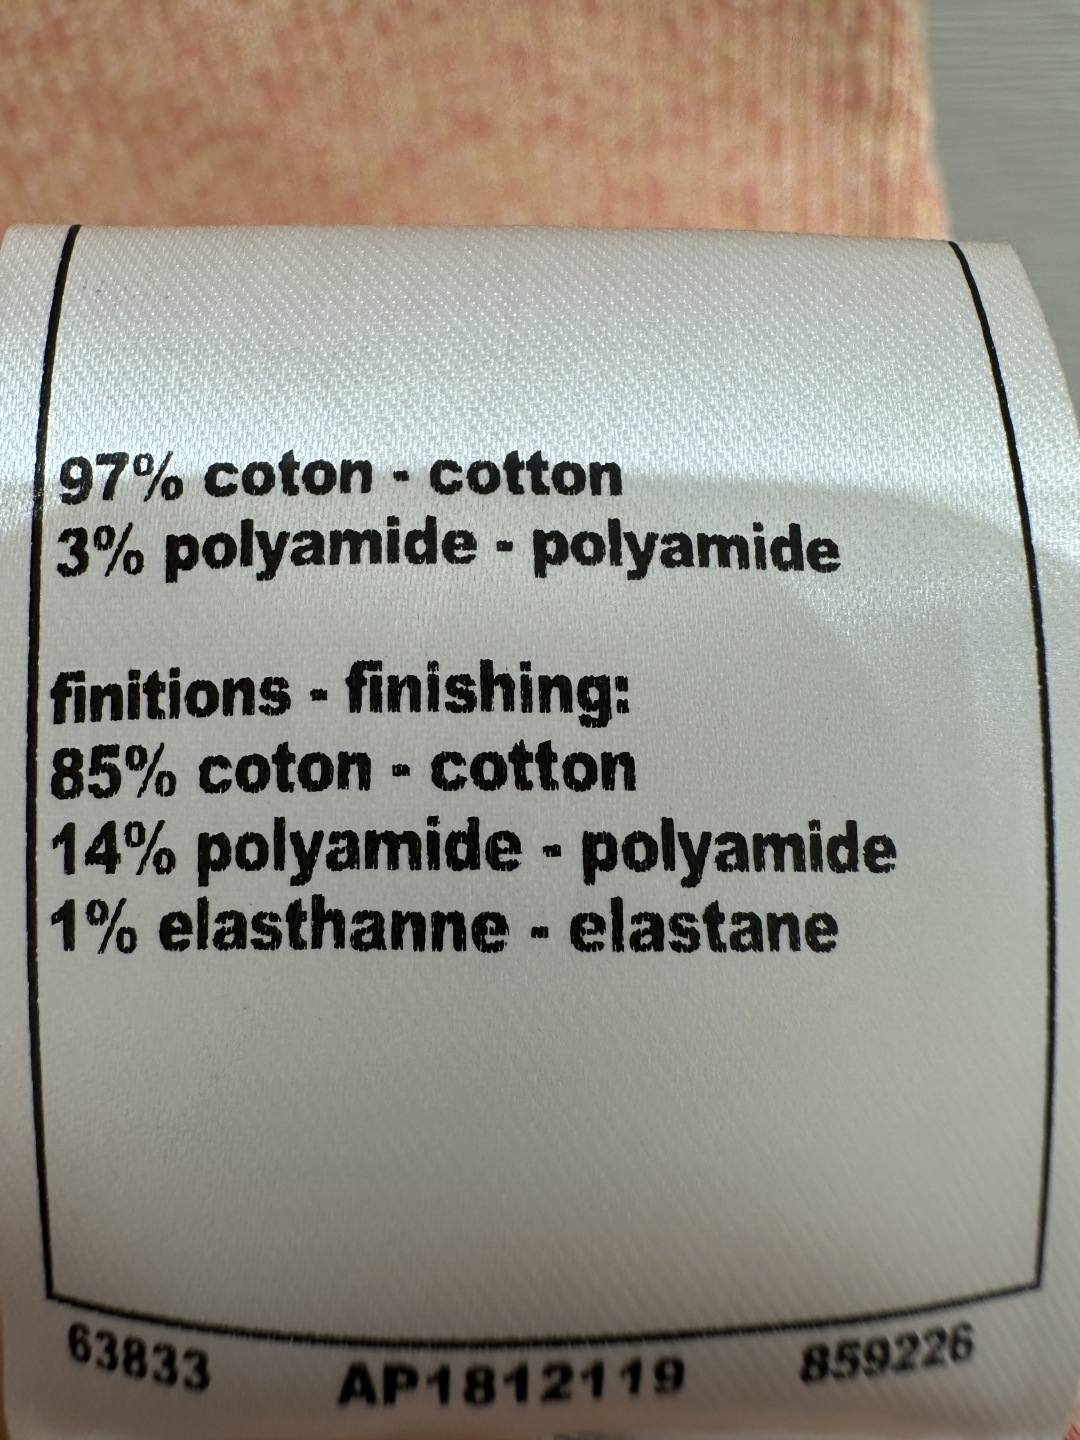 97% coton - cotton
3% polyamide - polyamide
finitions - finishing:
85% coton - cotton
14% polyamide - polyamide
1% elasthanne - elastane
63833 AP1812119 859226